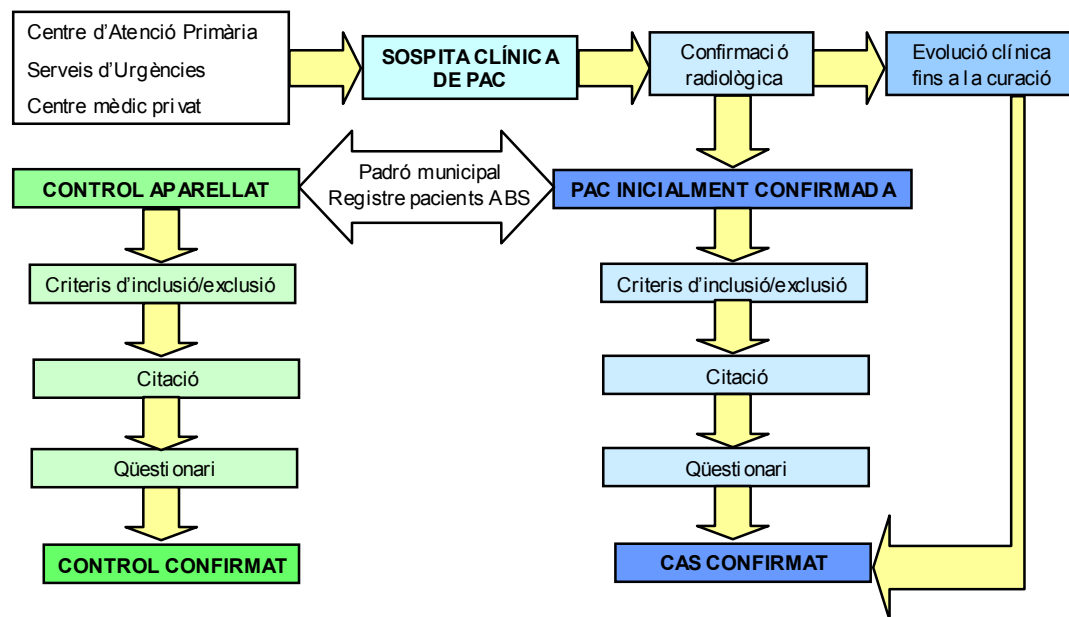 Centre d'Atenció Primària
Serveis d'Urgències
Centre mèdic privat
SOSPITA CLÍNICA
DE PAC
Confirmació
radiològica
Evolució clínica
fins a la curació
CONTROL APARELLAT
Padró municipal
Registre pacients ABS
PAC INICIALMENT CONFIRMADA
Criteris d'inclusió/exclusió
Criteris d'inclusió/exclusió
Citació
Citació
Qüestionari
Qüestionari
CONTROL CONFIRMAT
CAS CONFIRMAT